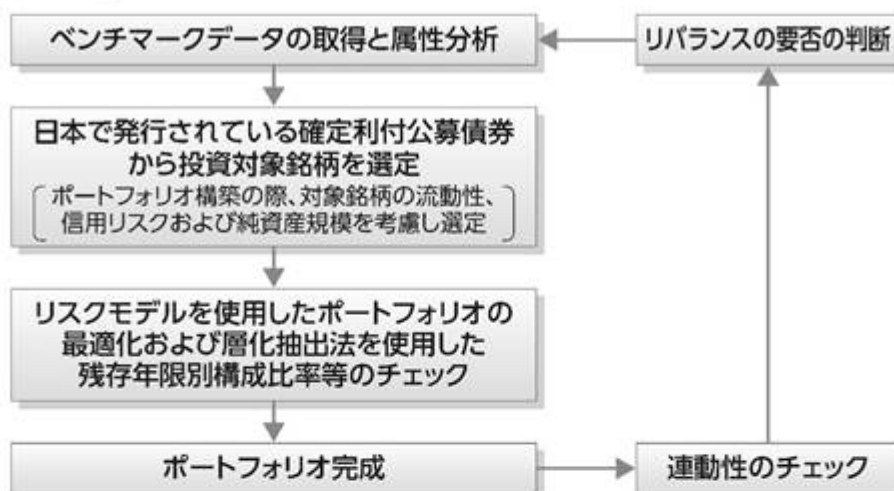 ベンチマークデータの取得と属性分析
リバランスの要否の判断
日本で発行されている確定利付公募債券
から投資対象銘柄を選定
ポートフォリオ構築の際、対象銘柄の流動性、
信用リスクおよび純資産規模を考慮し選定
リスクモデルを使用したポートフォリオの
最適化および層化抽出法を使用した
残存年限別構成比率等のチェック
ポートフォリオ完成
連動性のチェック